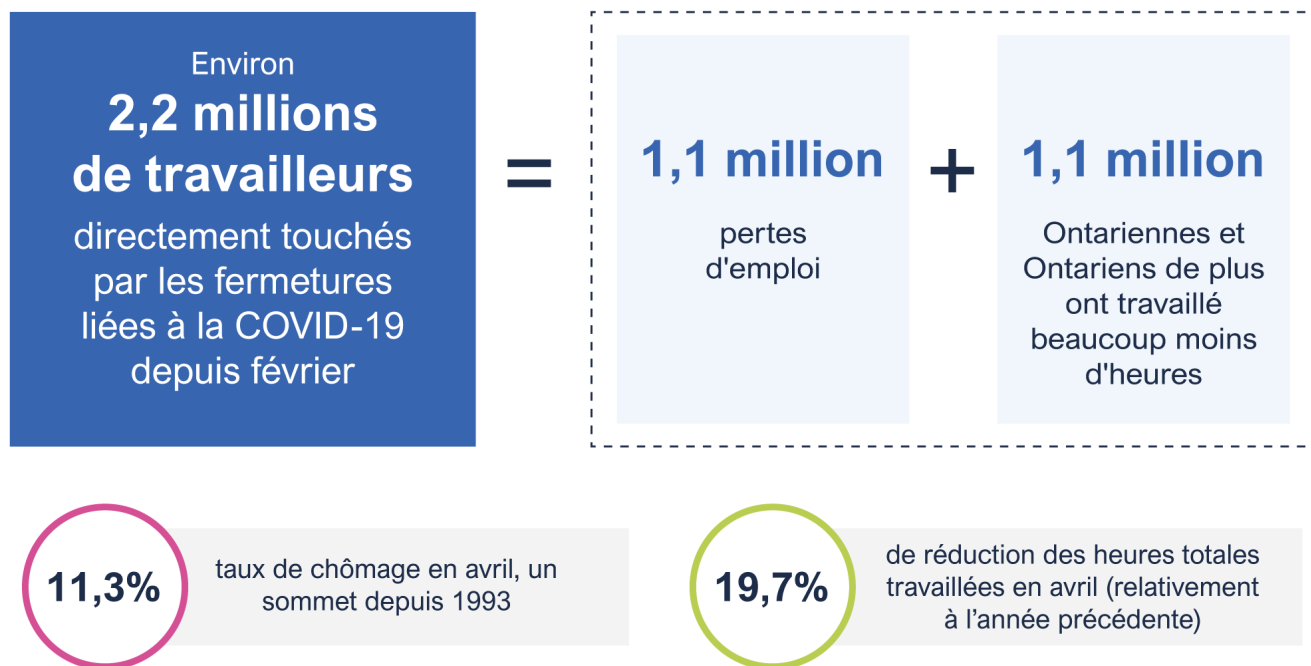 Environ
2,2 millions
de travailleurs
directement touchés
par les fermetures
liées à la COVID-19
depuis février
=
1,1 million
pertes
d'emploi
+
1,1 million
Ontariennes et
Ontariens de plus
ont travaillé
beaucoup moins
d'heures
11,3%
taux de chômage en avril, un
sommet depuis 1993
19,7%
de réduction des heures totales
travaillées en avril (relativement
à l’année précédente)